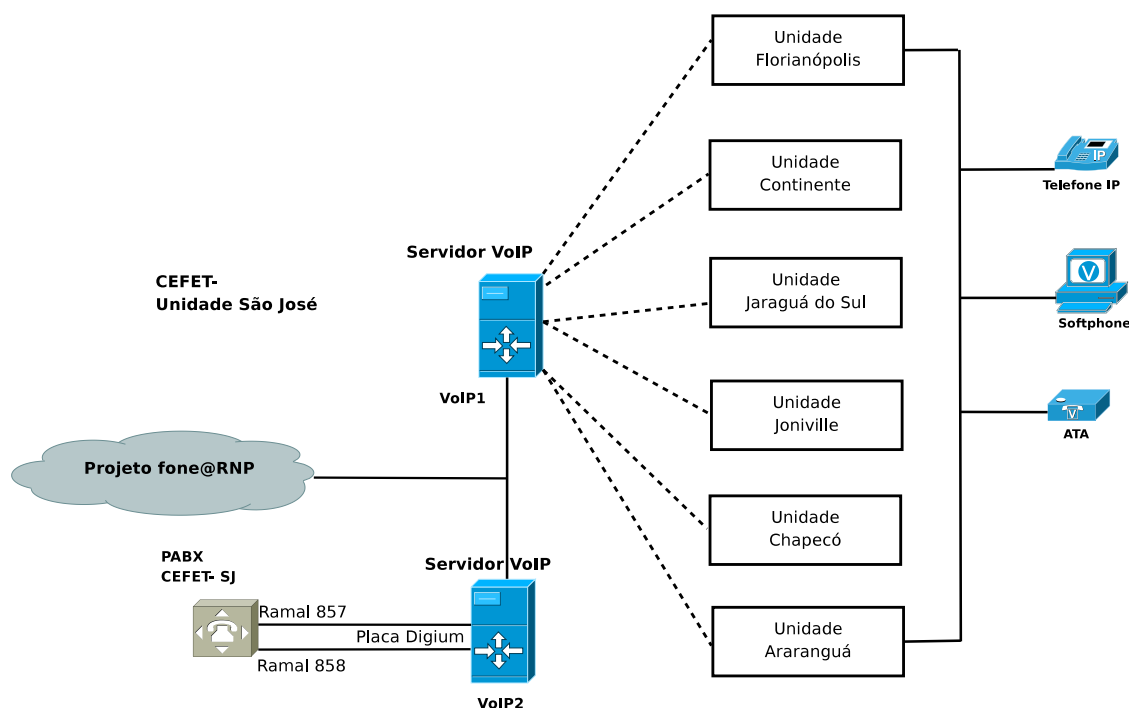 Unidade
Florianópolis
Unidade
Continente
IP
Telefone IP
Servidor VoIP
CEFET-
Unidade São José
Unidade
Jaraguá do Sul
V
Softphone
VoIP1
Unidade
Joniville
V
ATA
Projeto fone@RNP
Unidade
Chapecó
PABX
CEFET- SJ
Servidor VoIP
Ramal 857
Placa Digium
Ramal 858
VoIP2
Unidade
Araranguá